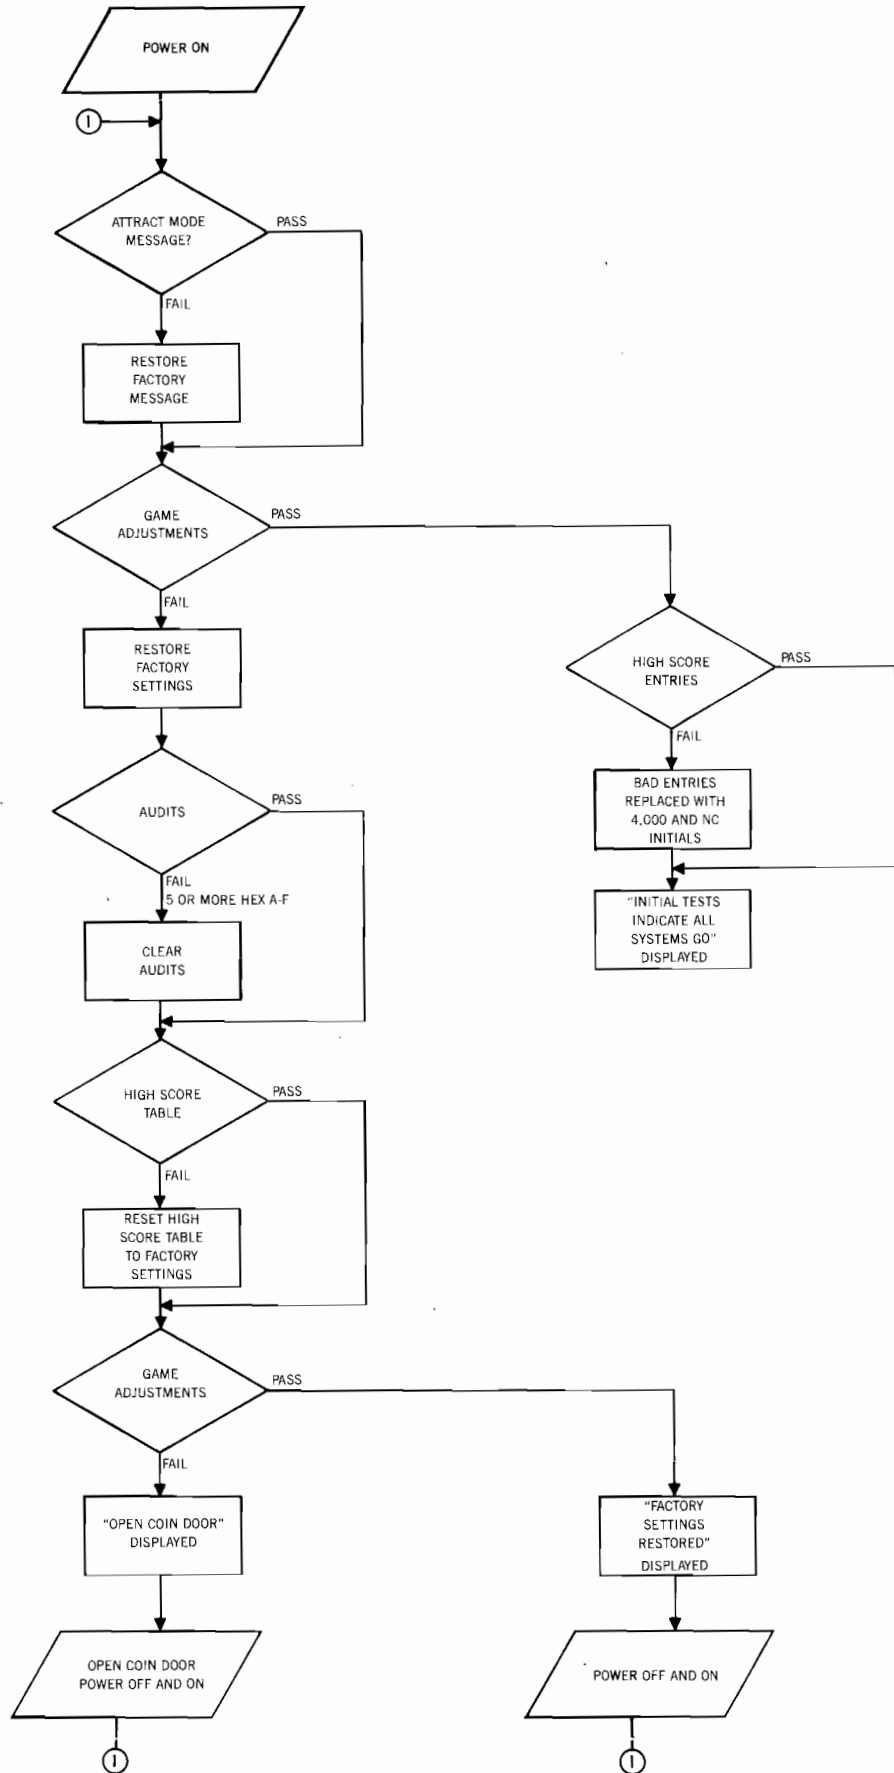 POWER ON
1
ATTRACT MODE
MESSAGE?
PASS
FAIL
RESTORE
FACTORY
MESSAGE
GAME
ADJUSTMENTS
PASS
FAIL
RESTORE
FACTORY
SETTINGS
HIGH SCORE
ENTRIES
PASS
FAIL
BAD ENTRIES
REPLACED WITH
4,000 AND NC
INITIALS
"INITIAL TESTS
INDICATE ALL
SYSTEMS GO"
DISPLAYED
AUDITS
PASS
FAIL
5 OR MORE HEX A-F
CLEAR
AUDITS
HIGH SCORE
TABLE
PASS
FAIL
RESET HIGH
SCORE TABLE
TO FACTORY
SETTINGS
GAME
ADJUSTMENTS
PASS
FAIL
"OPEN COIN DOOR"
DISPLAYED
"FACTORY
SETTINGS
RESTORED"
DISPLAYED
OPEN COIN DOOR
POWER OFF AND ON
POWER OFF AND ON
1
1